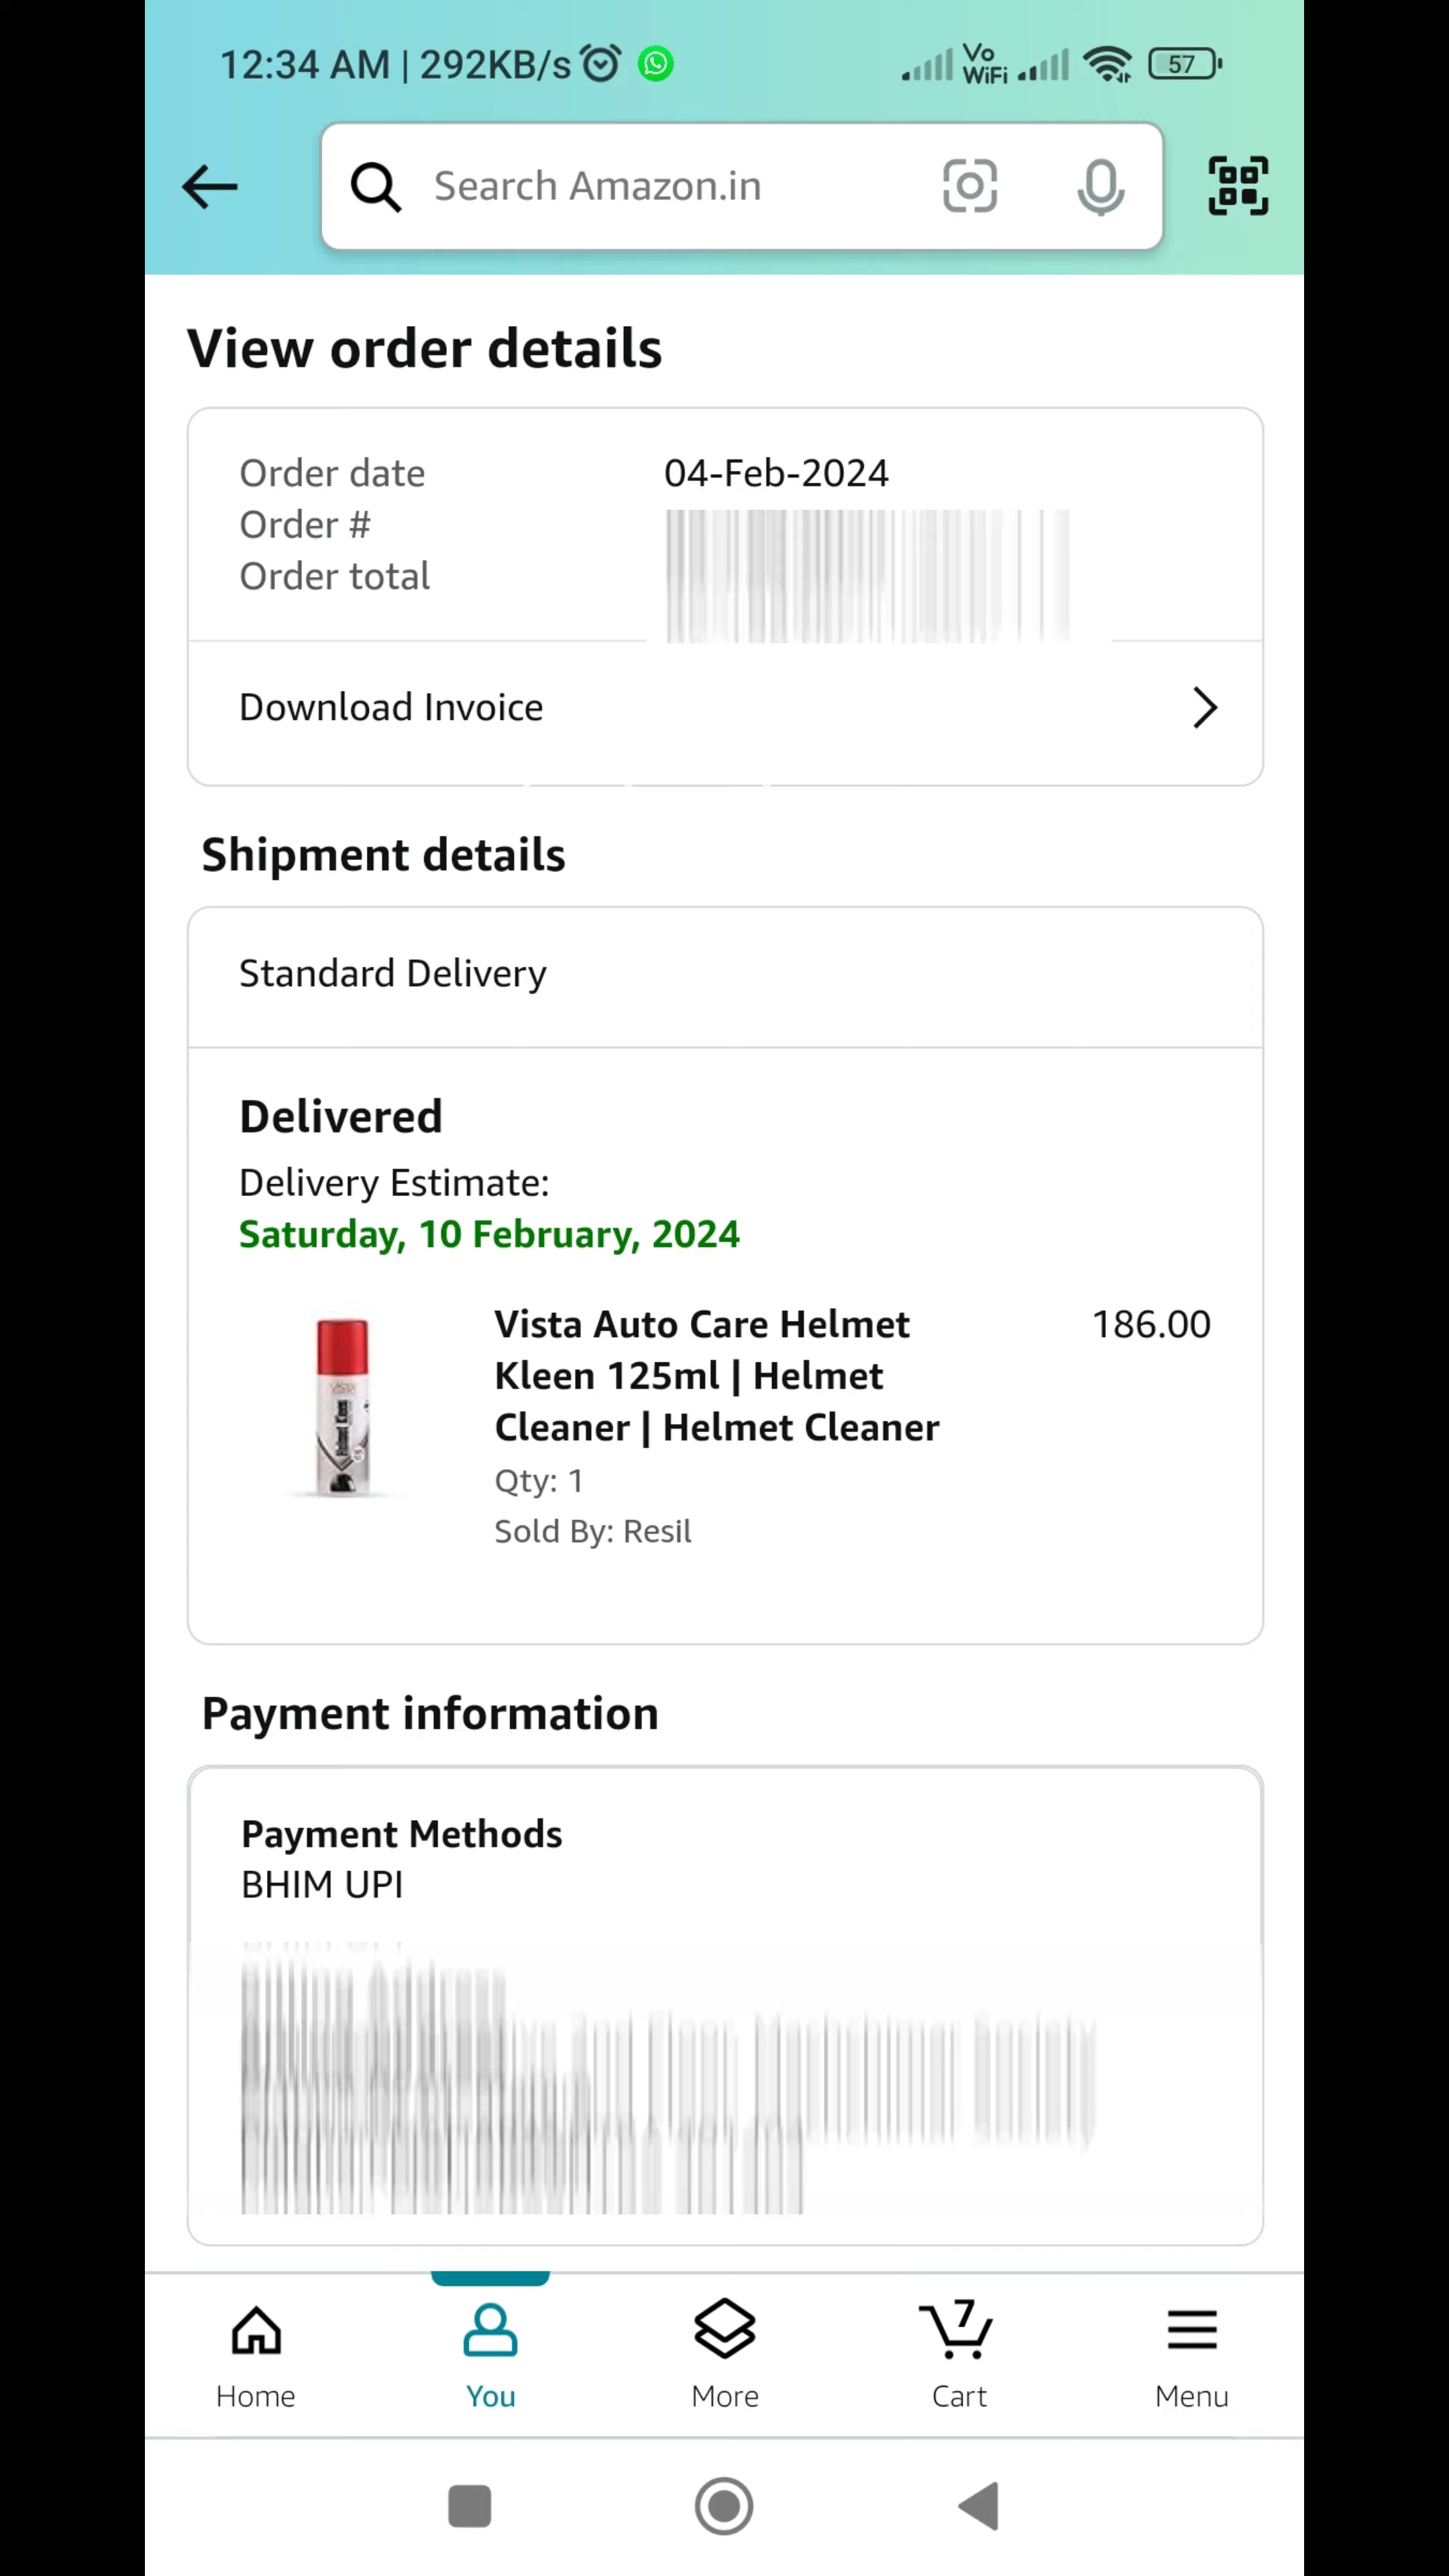 12:34 AM | 292KB/s Vo WiFi 57
Search Amazon.in
View order details
Order date 04-Feb-2024
Order #
Order total
Download Invoice
Shipment details
Standard Delivery
Delivered
Delivery Estimate:
Saturday, 10 February, 2024
Vista Auto Care Helmet 186.00
Kleen 125ml | Helmet
Cleaner | Helmet Cleaner
Qty: 1
Sold By: Resil
Payment information
Payment Methods
BHIM UPI
7
Home You More Cart Menu